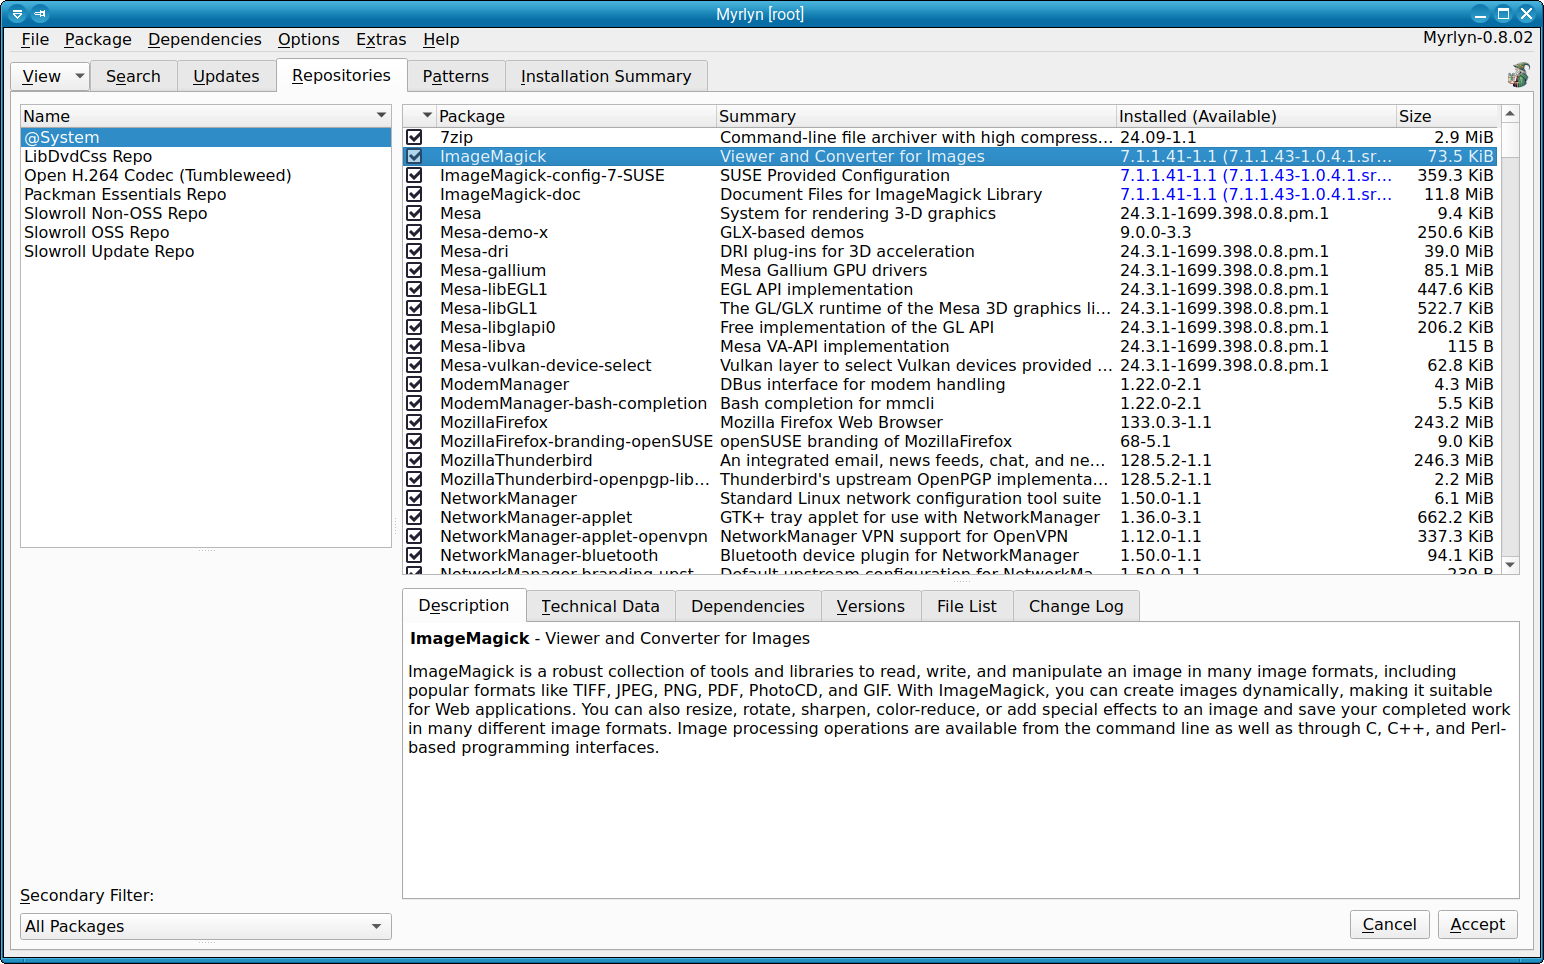 Myrlyn [root]
File Package Dependencies Options Extras Help Myrlyn-0.8.02
View Search Updates Repositories Patterns Installation Summary
Name
@System
LibDvdCss Repo
Open H.264 Codec (Tumbleweed)
Packman Essentials Repo
Slowroll Non-OSS Repo
Slowroll OSS Repo
Slowroll Update Repo
Secondary Filter:
All Packages
Package Summary Installed (Available) Size
7zip Command-line file archiver with high compress... 24.09-1.1 2.9 MiB
ImageMagick Viewer and Converter for Images 7.1.1.41-1.1 (7.1.1.43-1.0.4.1.sr... 73.5 KiB
ImageMagick-config-7-SUSE SUSE Provided Configuration 7.1.1.41-1.1 (7.1.1.43-1.0.4.1.sr... 359.3 KiB
ImageMagick-doc Document Files for ImageMagick Library 7.1.1.41-1.1 (7.1.1.43-1.0.4.1.sr... 11.8 MiB
Mesa System for rendering 3-D graphics 24.3.1-1699.398.0.8.pm.1 9.4 KiB
Mesa-demo-x GLX-based demos 9.0.0-3.3 250.6 KiB
Mesa-dri DRI plug-ins for 3D acceleration 24.3.1-1699.398.0.8.pm.1 39.0 MiB
Mesa-gallium Mesa Gallium GPU drivers 24.3.1-1699.398.0.8.pm.1 85.1 MiB
Mesa-libEGL1 EGL API implementation 24.3.1-1699.398.0.8.pm.1 447.6 KiB
Mesa-libGL1 The GL/GLX runtime of the Mesa 3D graphics li... 24.3.1-1699.398.0.8.pm.1 522.7 KiB
Mesa-libglapi0 Free implementation of the GL API 24.3.1-1699.398.0.8.pm.1 206.2 KiB
Mesa-libva Mesa VA-API implementation 24.3.1-1699.398.0.8.pm.1 115 B
Mesa-vulkan-device-select Vulkan layer to select Vulkan devices provided ... 24.3.1-1699.398.0.8.pm.1 62.8 KiB
ModemManager DBus interface for modem handling 1.22.0-2.1 4.3 MiB
ModemManager-bash-completion Bash completion for mmcli 1.22.0-2.1 5.5 KiB
MozillaFirefox Mozilla Firefox Web Browser 133.0.3-1.1 243.2 MiB
MozillaFirefox-branding-openSUSE openSUSE branding of MozillaFirefox 68-5.1 9.0 KiB
MozillaThunderbird An integrated email, news feeds, chat, and ne... 128.5.2-1.1 246.3 MiB
MozillaThunderbird-openpgp-lib... Thunderbird's upstream OpenPGP implementa... 128.5.2-1.1 2.2 MiB
NetworkManager Standard Linux network configuration tool suite 1.50.0-1.1 6.1 MiB
NetworkManager-applet GTK+ tray applet for use with NetworkManager 1.36.0-3.1 662.2 KiB
NetworkManager-applet-openvpn NetworkManager VPN support for OpenVPN 1.12.0-1.1 337.3 KiB
NetworkManager-bluetooth Bluetooth device plugin for NetworkManager 1.50.0-1.1 94.1 KiB
NetworkManager-branding-upst... Default upstream configuration for NetworkMa... 1.50.0-1.1 239 B
Description Technical Data Dependencies Versions File List Change Log
ImageMagick - Viewer and Converter for Images
ImageMagick is a robust collection of tools and libraries to read, write, and manipulate an image in many image formats, including
popular formats like TIFF, JPEG, PNG, PDF, PhotoCD, and GIF. With ImageMagick, you can create images dynamically, making it suitable
for Web applications. You can also resize, rotate, sharpen, color-reduce, or add special effects to an image and save your completed work
in many different image formats. Image processing operations are available from the command line as well as through C, C++, and Perl-
based programming interfaces.
Cancel Accept